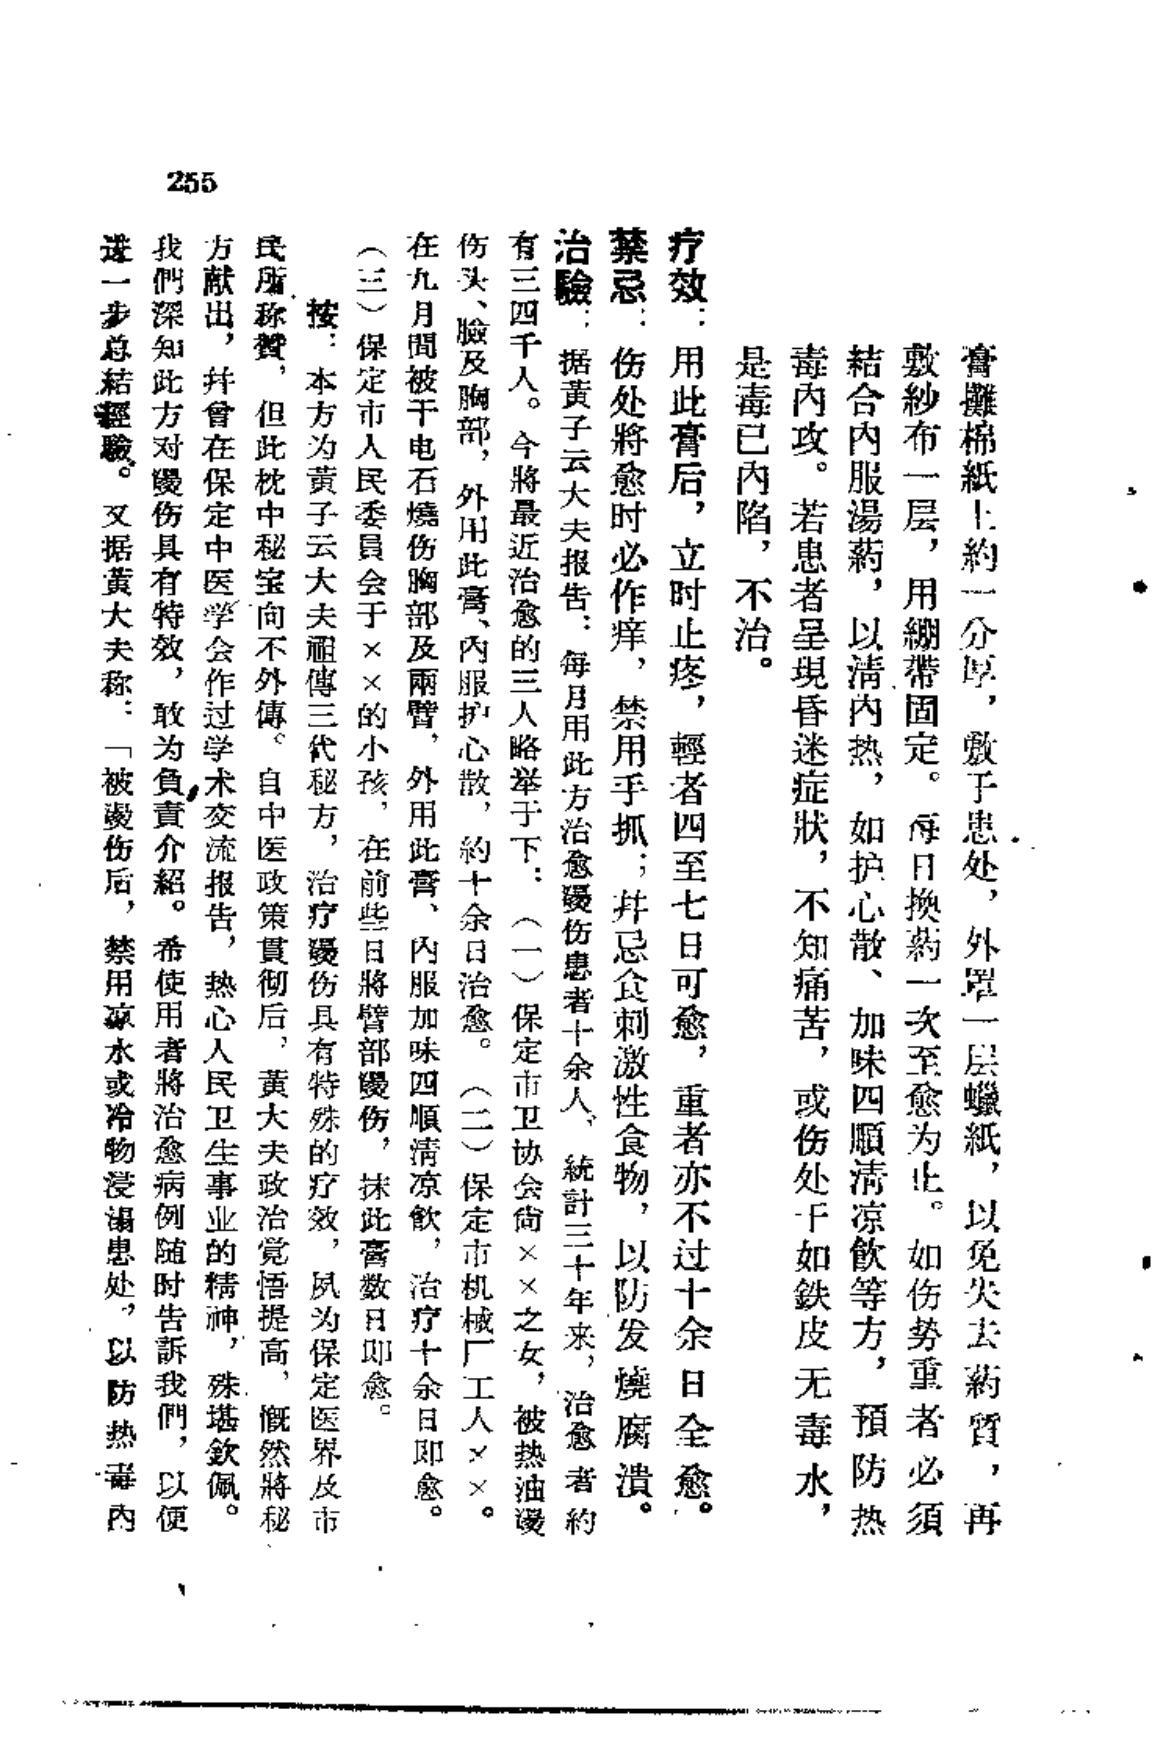 膏攤棉紙上約一分厚，敷于患处，外罩一层蠟紙，以免失去葯質，再
敷紗布一层，用綳帶固定。每日換葯一次至愈为止。如伤势重者必須
結合內服湯葯，以清內热，如护心散、加味四順清凉飲等方，預防热
毒內攻。若患者呈現昏迷症狀，不知痛苦，或伤处干如鉄皮无毒水，
是毒已內陷，不治。
疗效：用此膏后，立时止疼，輕者四至七日可愈，重者亦不过十余日全愈。
禁忌：伤处將愈时必作痒，禁用手抓；幷忌食刺激性食物，以防发燒腐潰。
治驗：据黃子云大夫报告：每月用此方治愈燙伤患者十余人，統計三十年来，治愈者約
有三四千人。今將最近治愈的三人略举于下：（一）保定市卫协会尙××之女，被热油燙
伤头、臉及胸部，外用此膏、內服护心散，約十余日治愈。（二）保定市机械厂工人××。
在九月間被干电石燒伤胸部及兩臂，外用此膏、內服加味四順清凉飲，治疗十余日即愈。
（三）保定市人民委員会于××的小孩，在前些日將臂部燙伤，抹此膏数日即愈。
按：本方为黃子云大夫祖傳三代秘方，治疗燙伤具有特殊的疗效，夙为保定医界及市
民所称贊，但此枕中秘宝向不外傳。自中医政策貫彻后，黃大夫政治覚悟提高，慨然將秘
方献出，幷曾在保定中医学会作过学术交流报告，热心人民卫生事业的精神，殊堪欽佩。
我們深知此方对燙伤具有特效，敢为負責介紹。希使用者將治愈病例随时告訴我們，以便
进一步总結經驗。又据黃大夫称：「被燙伤后，禁用凉水或冷物浸溻患处，以防热毒內
255